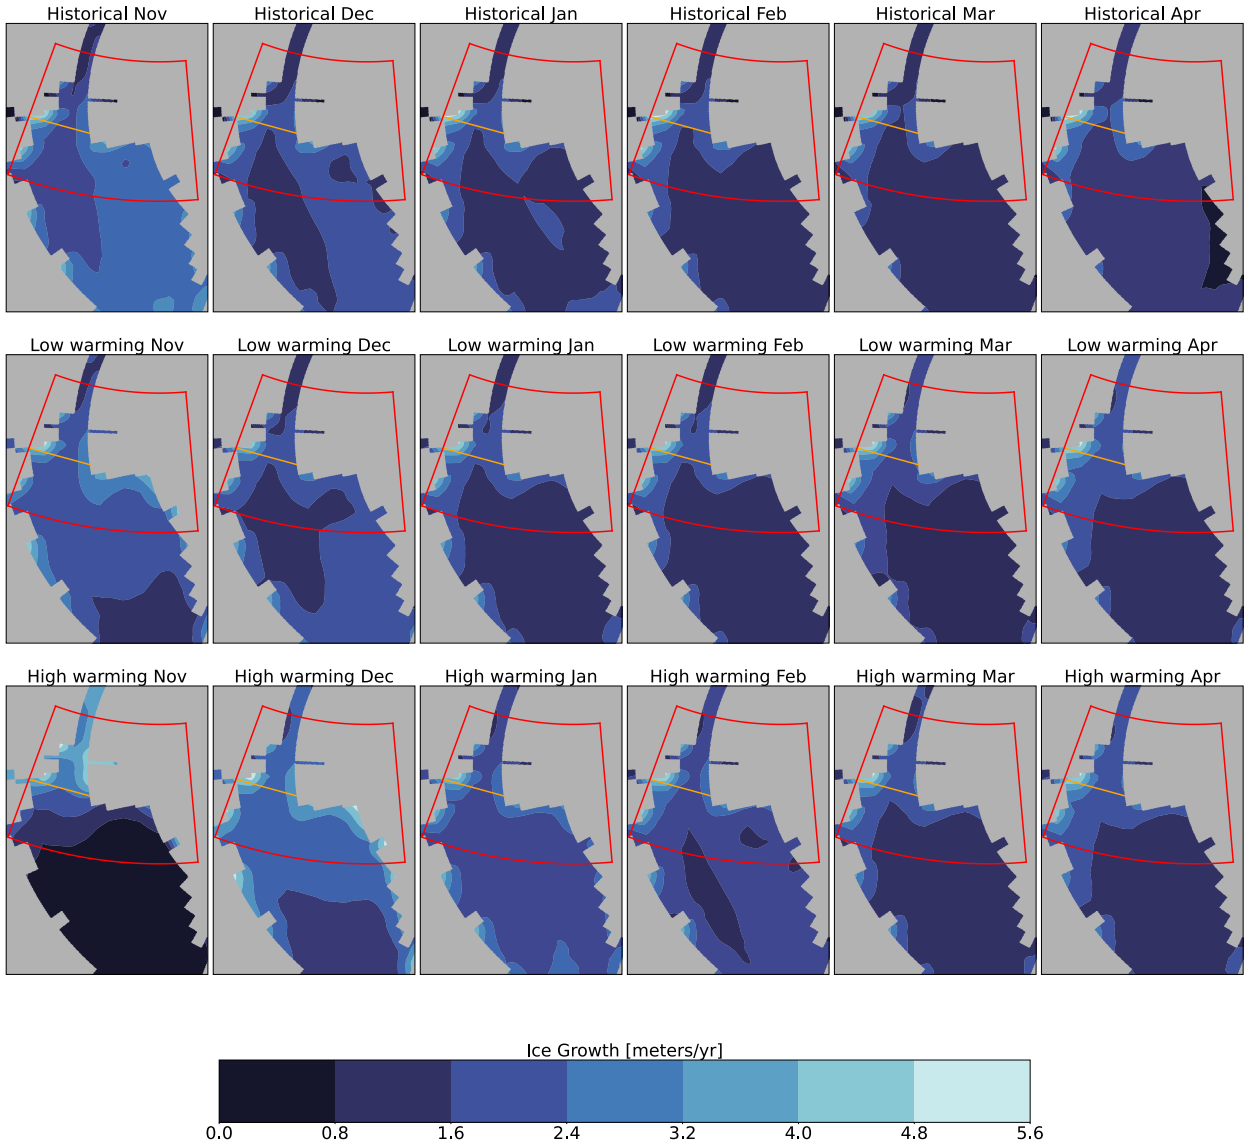 Historical Nov Historical Dec Historical Jan Historical Feb Historical Mar Historical Apr
Low warming Nov Low warming Dec Low warming Jan Low warming Feb Low warming Mar Low warming Apr
High warming Nov High warming Dec High warming Jan High warming Feb High warming Mar High warming Apr
Ice Growth [meters/yr]
0.0 0.8 1.6 2.4 3.2 4.0 4.8 5.6